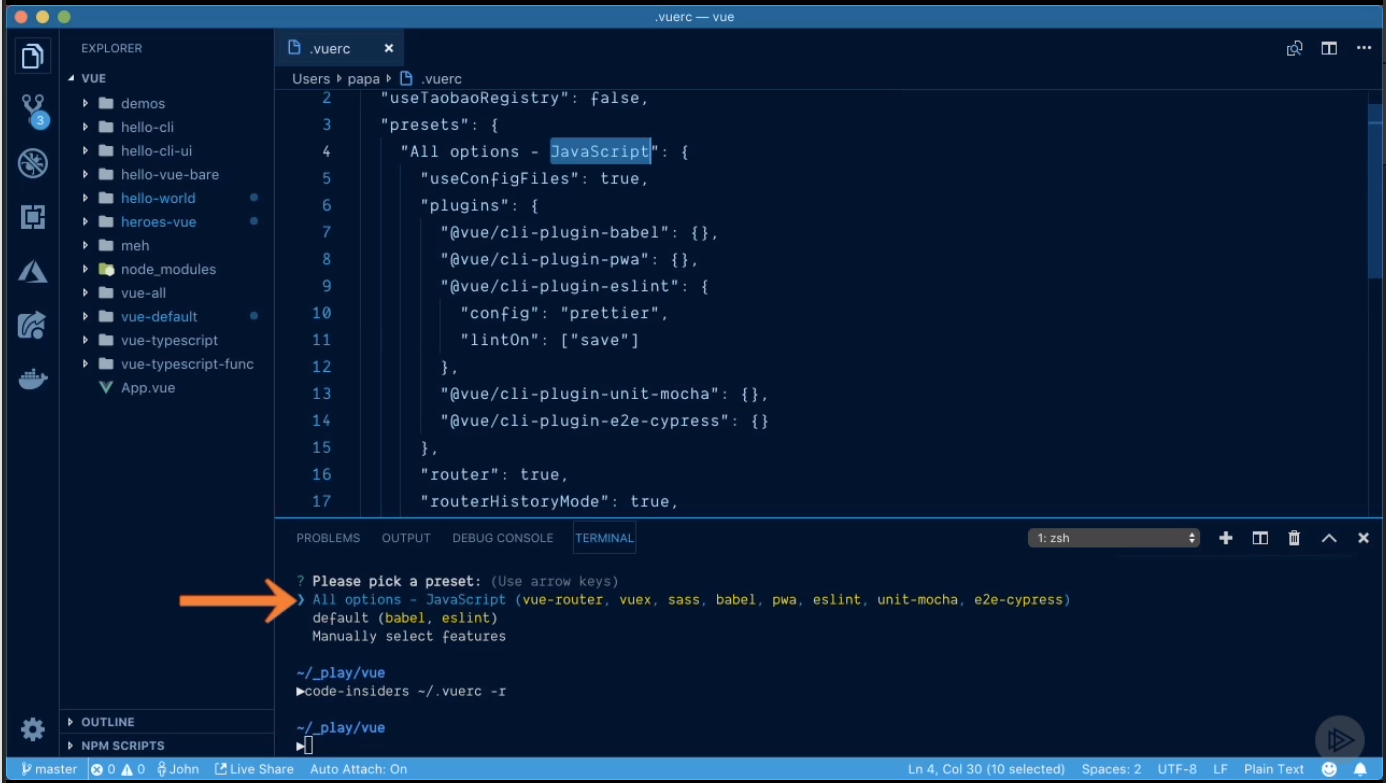 .vuerc — vue
EXPLORER
VUE
demos
hello-cli
hello-cli-ui
hello-vue-bare
hello-world
heroes-vue
meh
node_modules
vue-all
vue-default
vue-typescript
vue-typescript-func
App.vue
OUTLINE
NPM SCRIPTS
3
.vuerc
Users papa .vuerc
2 "useTaobaoRegistry": false,
3 "presets": {
4 "All options - JavaScript": {
5 "useConfigFiles": true,
6 "plugins": {
7 "@vue/cli-plugin-babel": {},
8 "@vue/cli-plugin-pwa": {},
9 "@vue/cli-plugin-eslint": {
10 "config": "prettier",
11 "lintOn": ["save"]
12 },
13 "@vue/cli-plugin-unit-mocha": {},
14 "@vue/cli-plugin-e2e-cypress": {}
15 },
16 "router": true,
17 "routerHistoryMode": true,
PROBLEMS OUTPUT DEBUG CONSOLE TERMINAL 1: zsh
? Please pick a preset: (Use arrow keys)
❯ All options - JavaScript (vue-router, vuex, sass, babel, pwa, eslint, unit-mocha, e2e-cypress)
default (babel, eslint)
Manually select features
~/_play/vue
▶code-insiders ~/.vuerc -r
~/_play/vue
▶
master 0 0 John Live Share Auto Attach: On Ln 4, Col 30 (10 selected) Spaces: 2 UTF-8 LF Plain Text